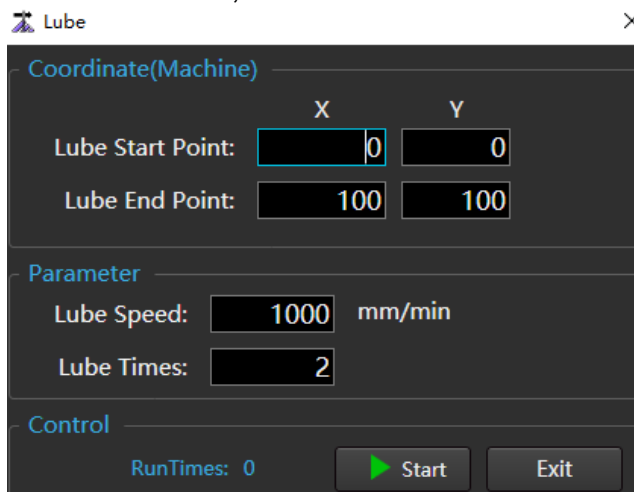 Lube
Coordinate(Machine)
X Y
Lube Start Point: 0 0
Lube End Point: 100 100
Parameter
Lube Speed: 1000 mm/min
Lube Times: 2
Control
RunTimes: 0 Start Exit